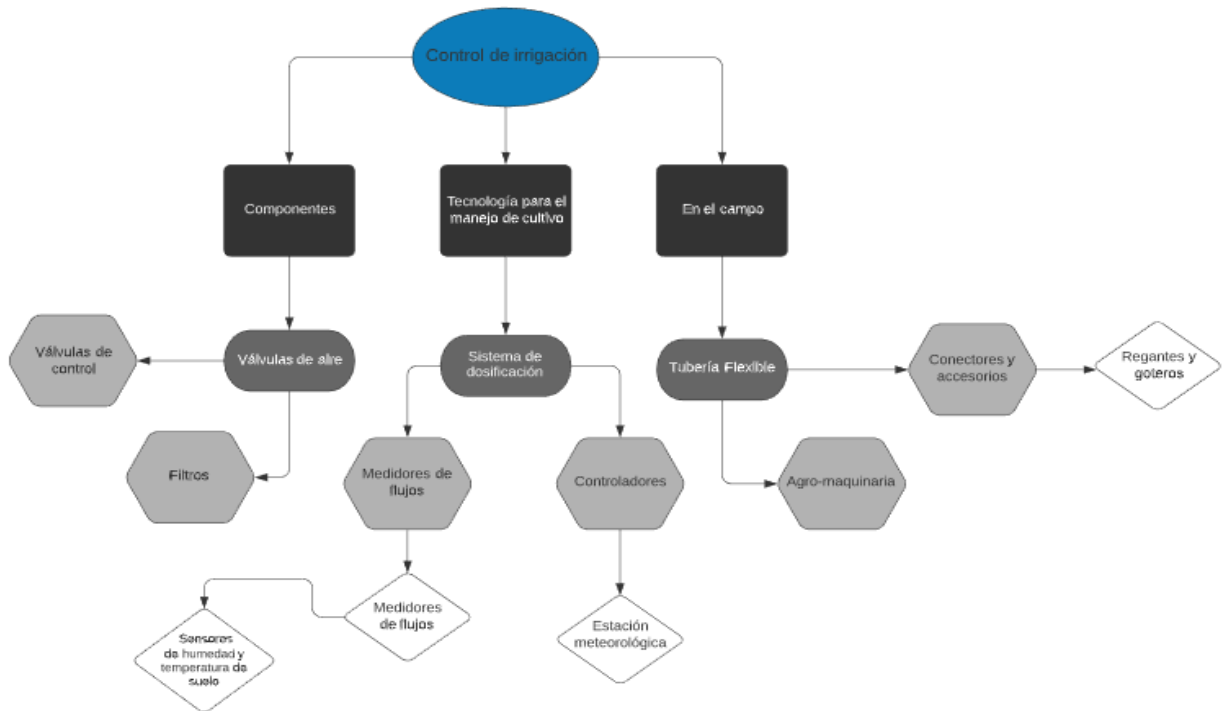 Control de irrigación
Componentes
Tecnología para el
manejo de cultivo
En el campo
Válvulas de
control
Válvulas de aire
Sistema de
dosificación
Tubería Flexible
Conectores y
accesorios
Regantes y
goteros
Filtros
Medidores de
flujos
Controladores
Agro-maquinaria
Medidores
de flujos
Estación
meteorológica
Sensores
de humedad y
temperatura de
suelo